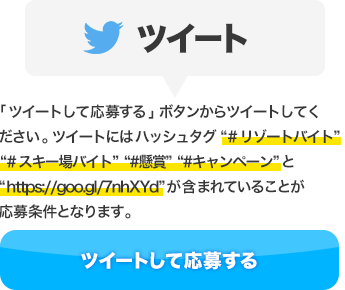 ツイート
「ツイートして応募する」ボタンからツイートしてく
ださい。ツイートにはハッシュタグ “# リゾートバイト”
“# スキー場バイト” “#懸賞” “#キャンペーン” と
“https://goo.gl/7nhXYd” が含まれていることが
応募条件となります。
ツイートして応募する